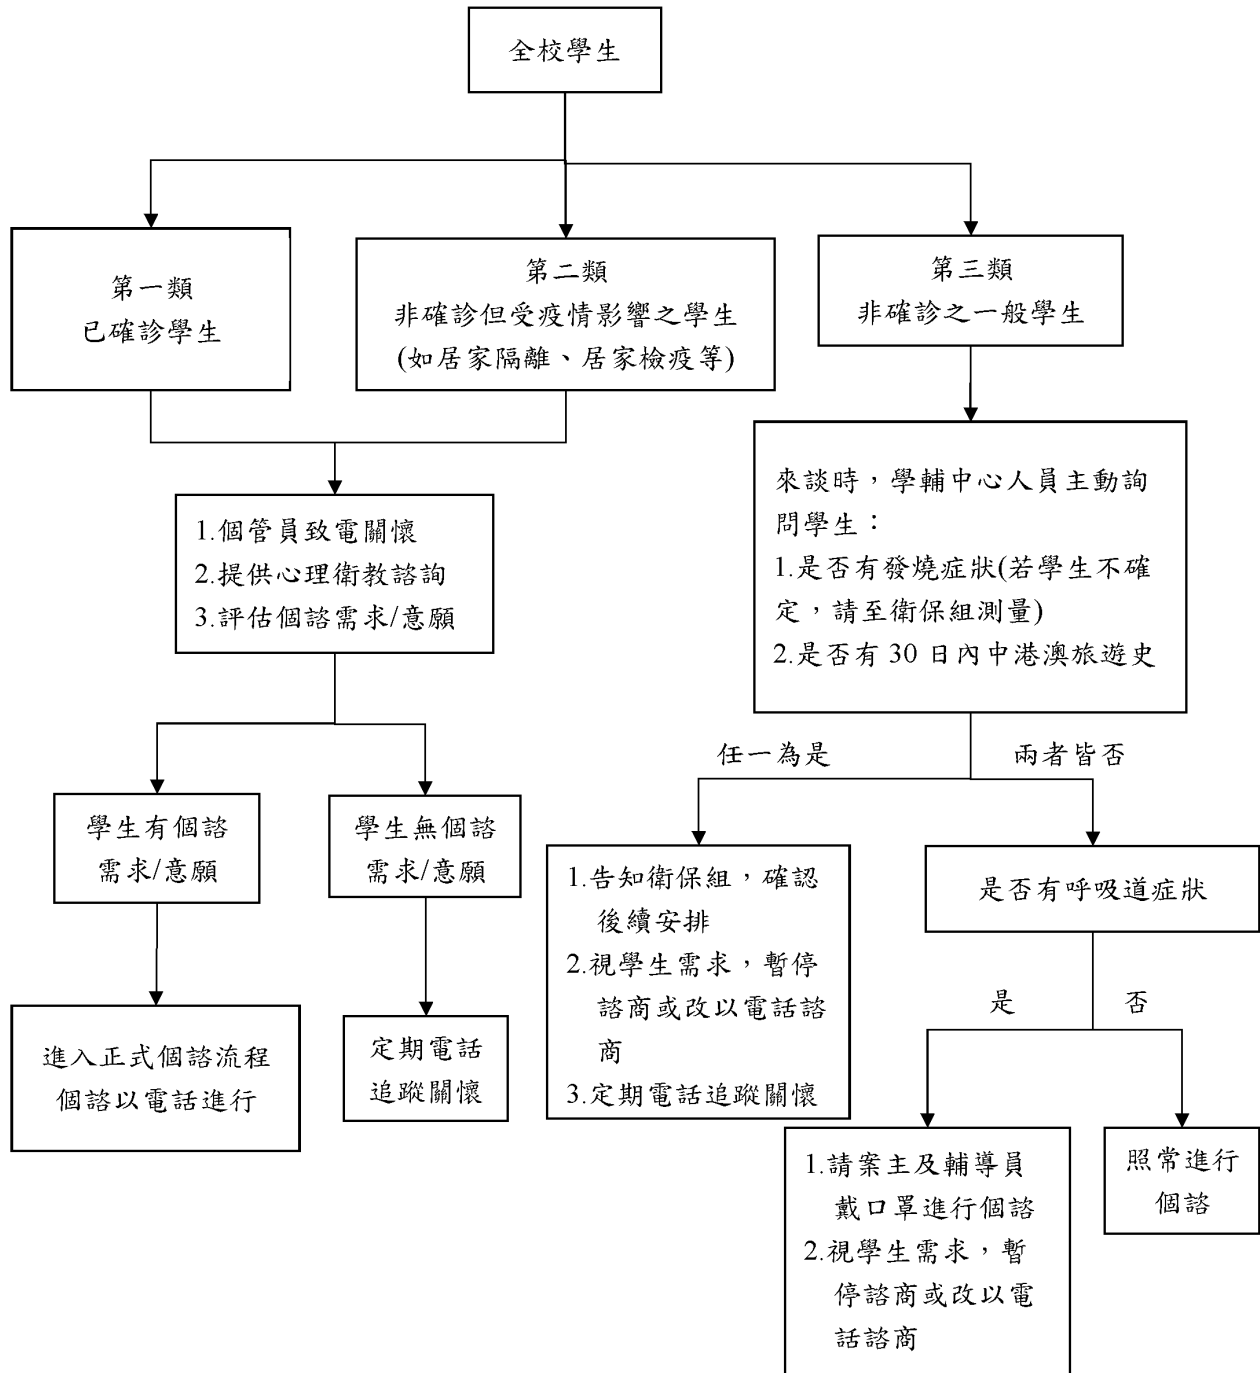 全校學生
第一類
已確診學生
第二類
非確診但受疫情影響之學生
(如居家隔離、居家檢疫等)
第三類
非確診之一般學生
1.個管員致電關懷
2.提供心理衛教諮詢
3.評估個諮需求/意願
來談時，學輔中心人員主動詢
問學生：
1.是否有發燒症狀(若學生不確
定，請至衛保組測量)
2.是否有 30 日內中港澳旅遊史
任一為是
兩者皆否
學生有個諮
需求/意願
學生無個諮
需求/意願
1.告知衛保組，確認
後續安排
2.視學生需求，暫停
諮商或改以電話諮
商
3.定期電話追蹤關懷
是否有呼吸道症狀
是
否
進入正式個諮流程
個諮以電話進行
定期電話
追蹤關懷
1.請案主及輔導員
戴口罩進行個諮
2.視學生需求，暫
停諮商或改以電
話諮商
照常進行
個諮